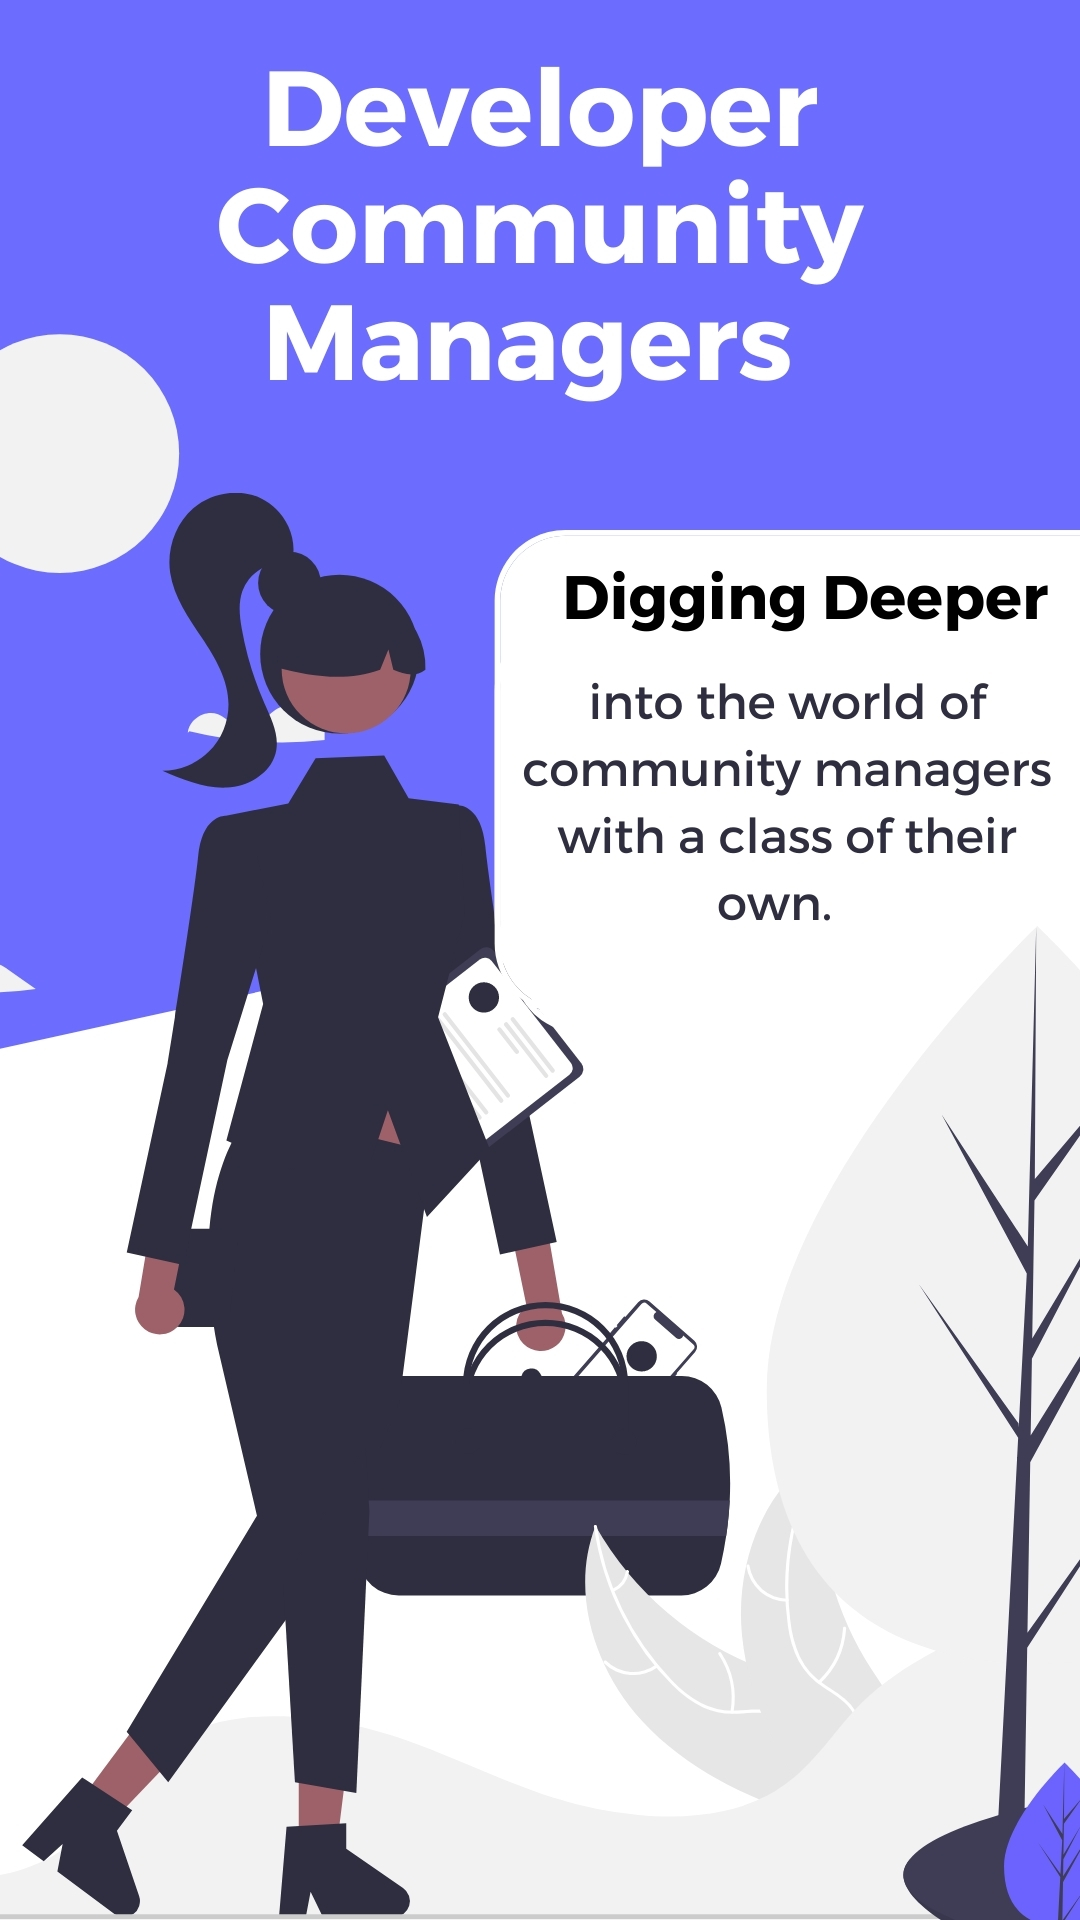 Developer
Community
Managers
Digging Deeper
into the world of
community managers
with a class of their
own.